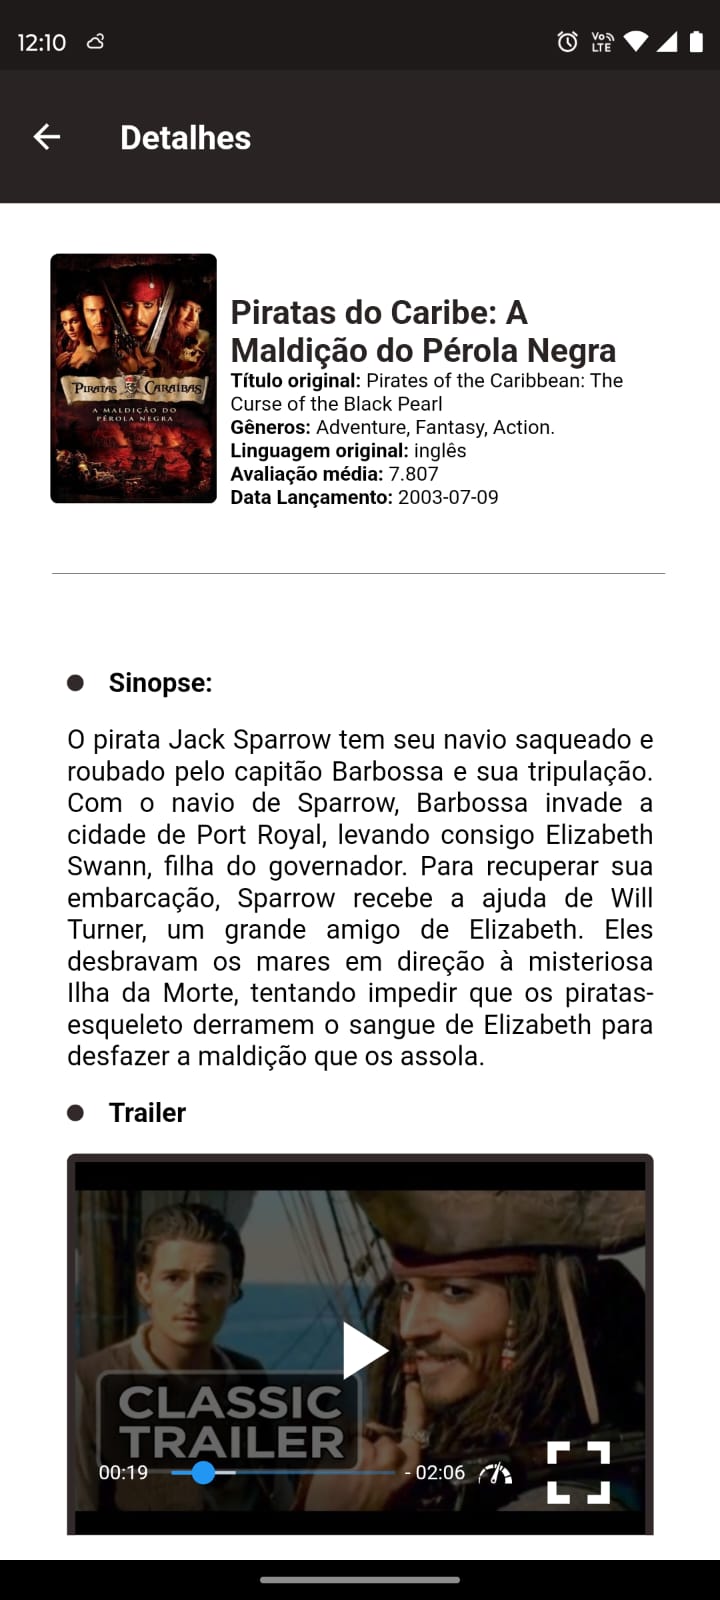 12:10
Vo LTE
Detalhes
PIRATAS CARAIBAS
A MALDIÇÃO DO
PÉROLA NEGRA
Piratas do Caribe: A
Maldição do Pérola Negra
Título original: Pirates of the Caribbean: The
Curse of the Black Pearl
Gêneros: Adventure, Fantasy, Action.
Linguagem original: inglês
Avaliação média: 7.807
Data Lançamento: 2003-07-09
Sinopse:
O pirata Jack Sparrow tem seu navio saqueado e
roubado pelo capitão Barbossa e sua tripulação.
Com o navio de Sparrow, Barbossa invade a
cidade de Port Royal, levando consigo Elizabeth
Swann, filha do governador. Para recuperar sua
embarcação, Sparrow recebe a ajuda de Will
Turner, um grande amigo de Elizabeth. Eles
desbravam os mares em direção à misteriosa
Ilha da Morte, tentando impedir que os piratas-
esqueleto derramem o sangue de Elizabeth para
desfazer a maldição que os assola.
Trailer
CLASSIC
TRAILER
00:19 - 02:06